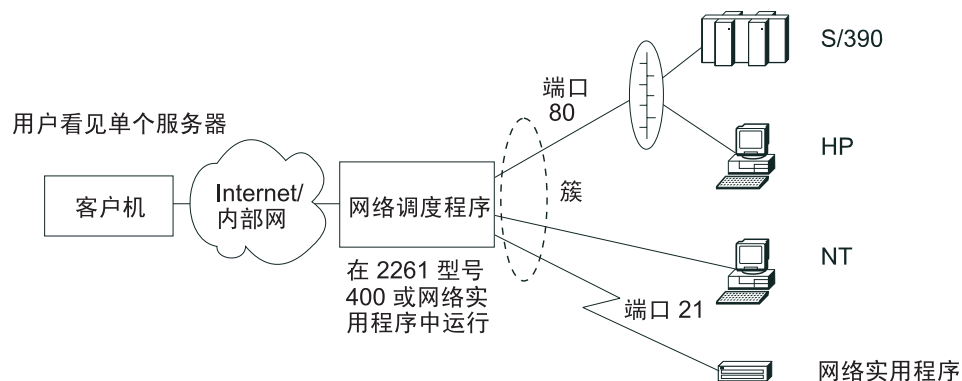 S/390
端口
80
用户看见单个服务器
HP
Internet/
内部网
客户机
网络调度程序
簇
NT
在 2261 型号
400 或网络实
用程序中运行
端口 21
网络实用程序